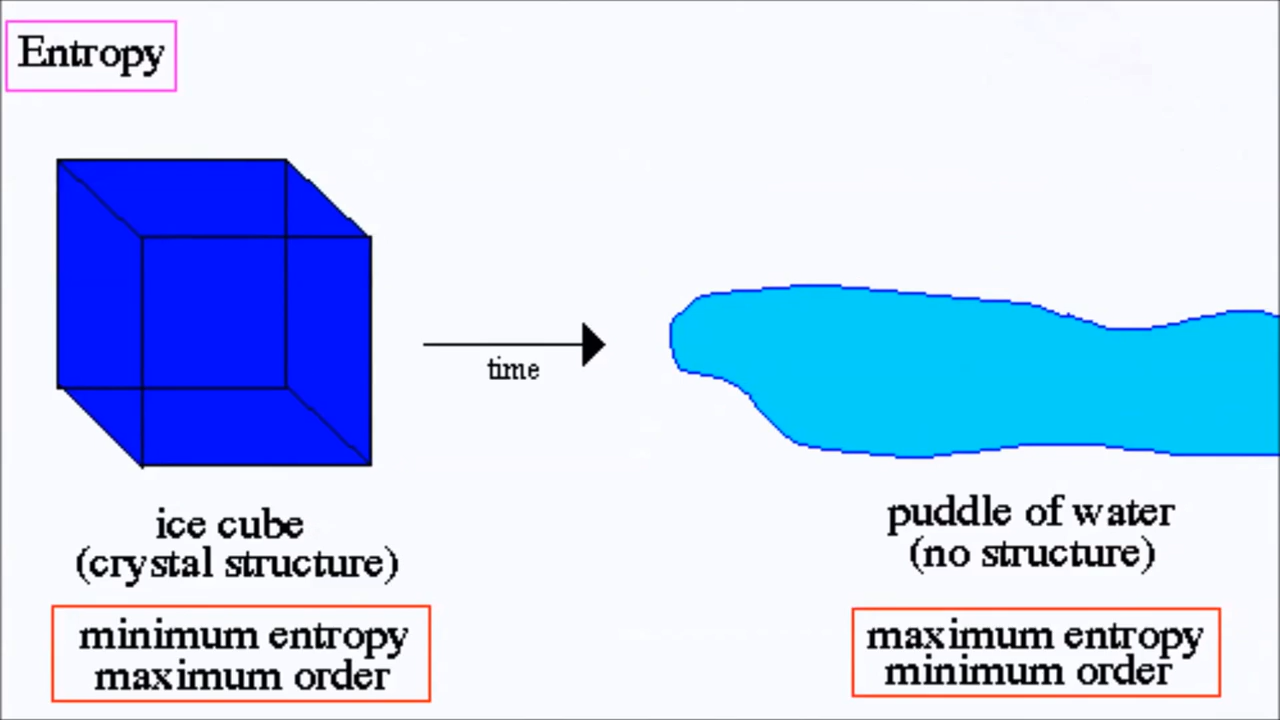 Entropy
time
ice cube
(crystal structure)
minimum entropy
maximum order
puddle of water
(no structure)
maximum entropy
minimum order